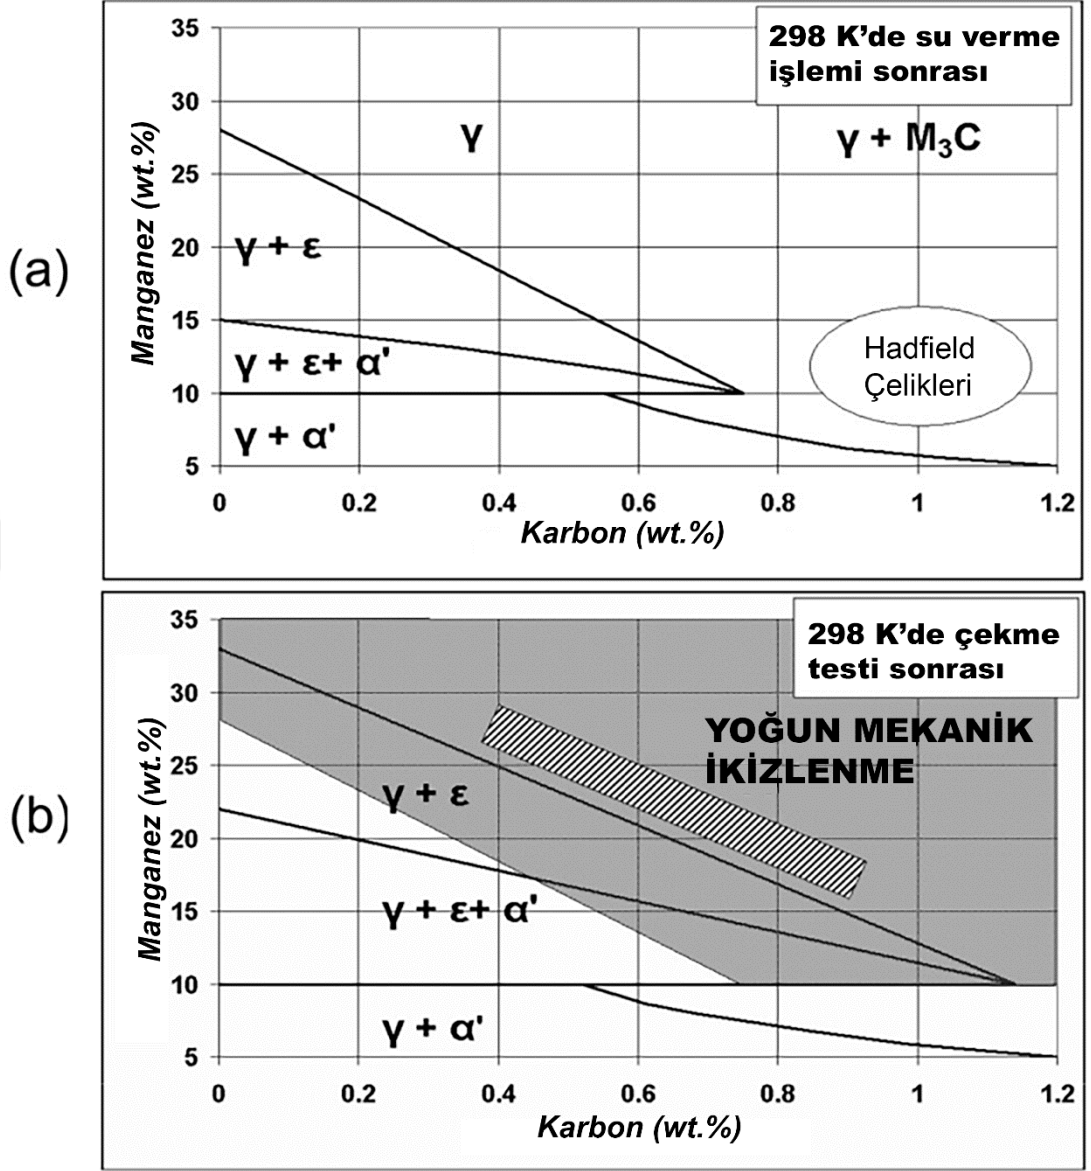 (a)
298 K’de su verme
işlemi sonrası
Manganez (wt.%)
35
30
25
20
15
10
5
γ
γ + M₃C
γ + ε
γ + ε+ α'
γ + α'
Hadfield
Çelikleri
0 0.2 0.4 0.6 0.8 1 1.2
Karbon (wt.%)
(b)
298 K’de çekme
testi sonrası
Manganez (wt.%)
35
30
25
20
15
10
5
YOĞUN MEKANİK
İKİZLENME
γ + ε
γ + ε+ α'
γ + α'
0 0.2 0.4 0.6 0.8 1 1.2
Karbon (wt.%)